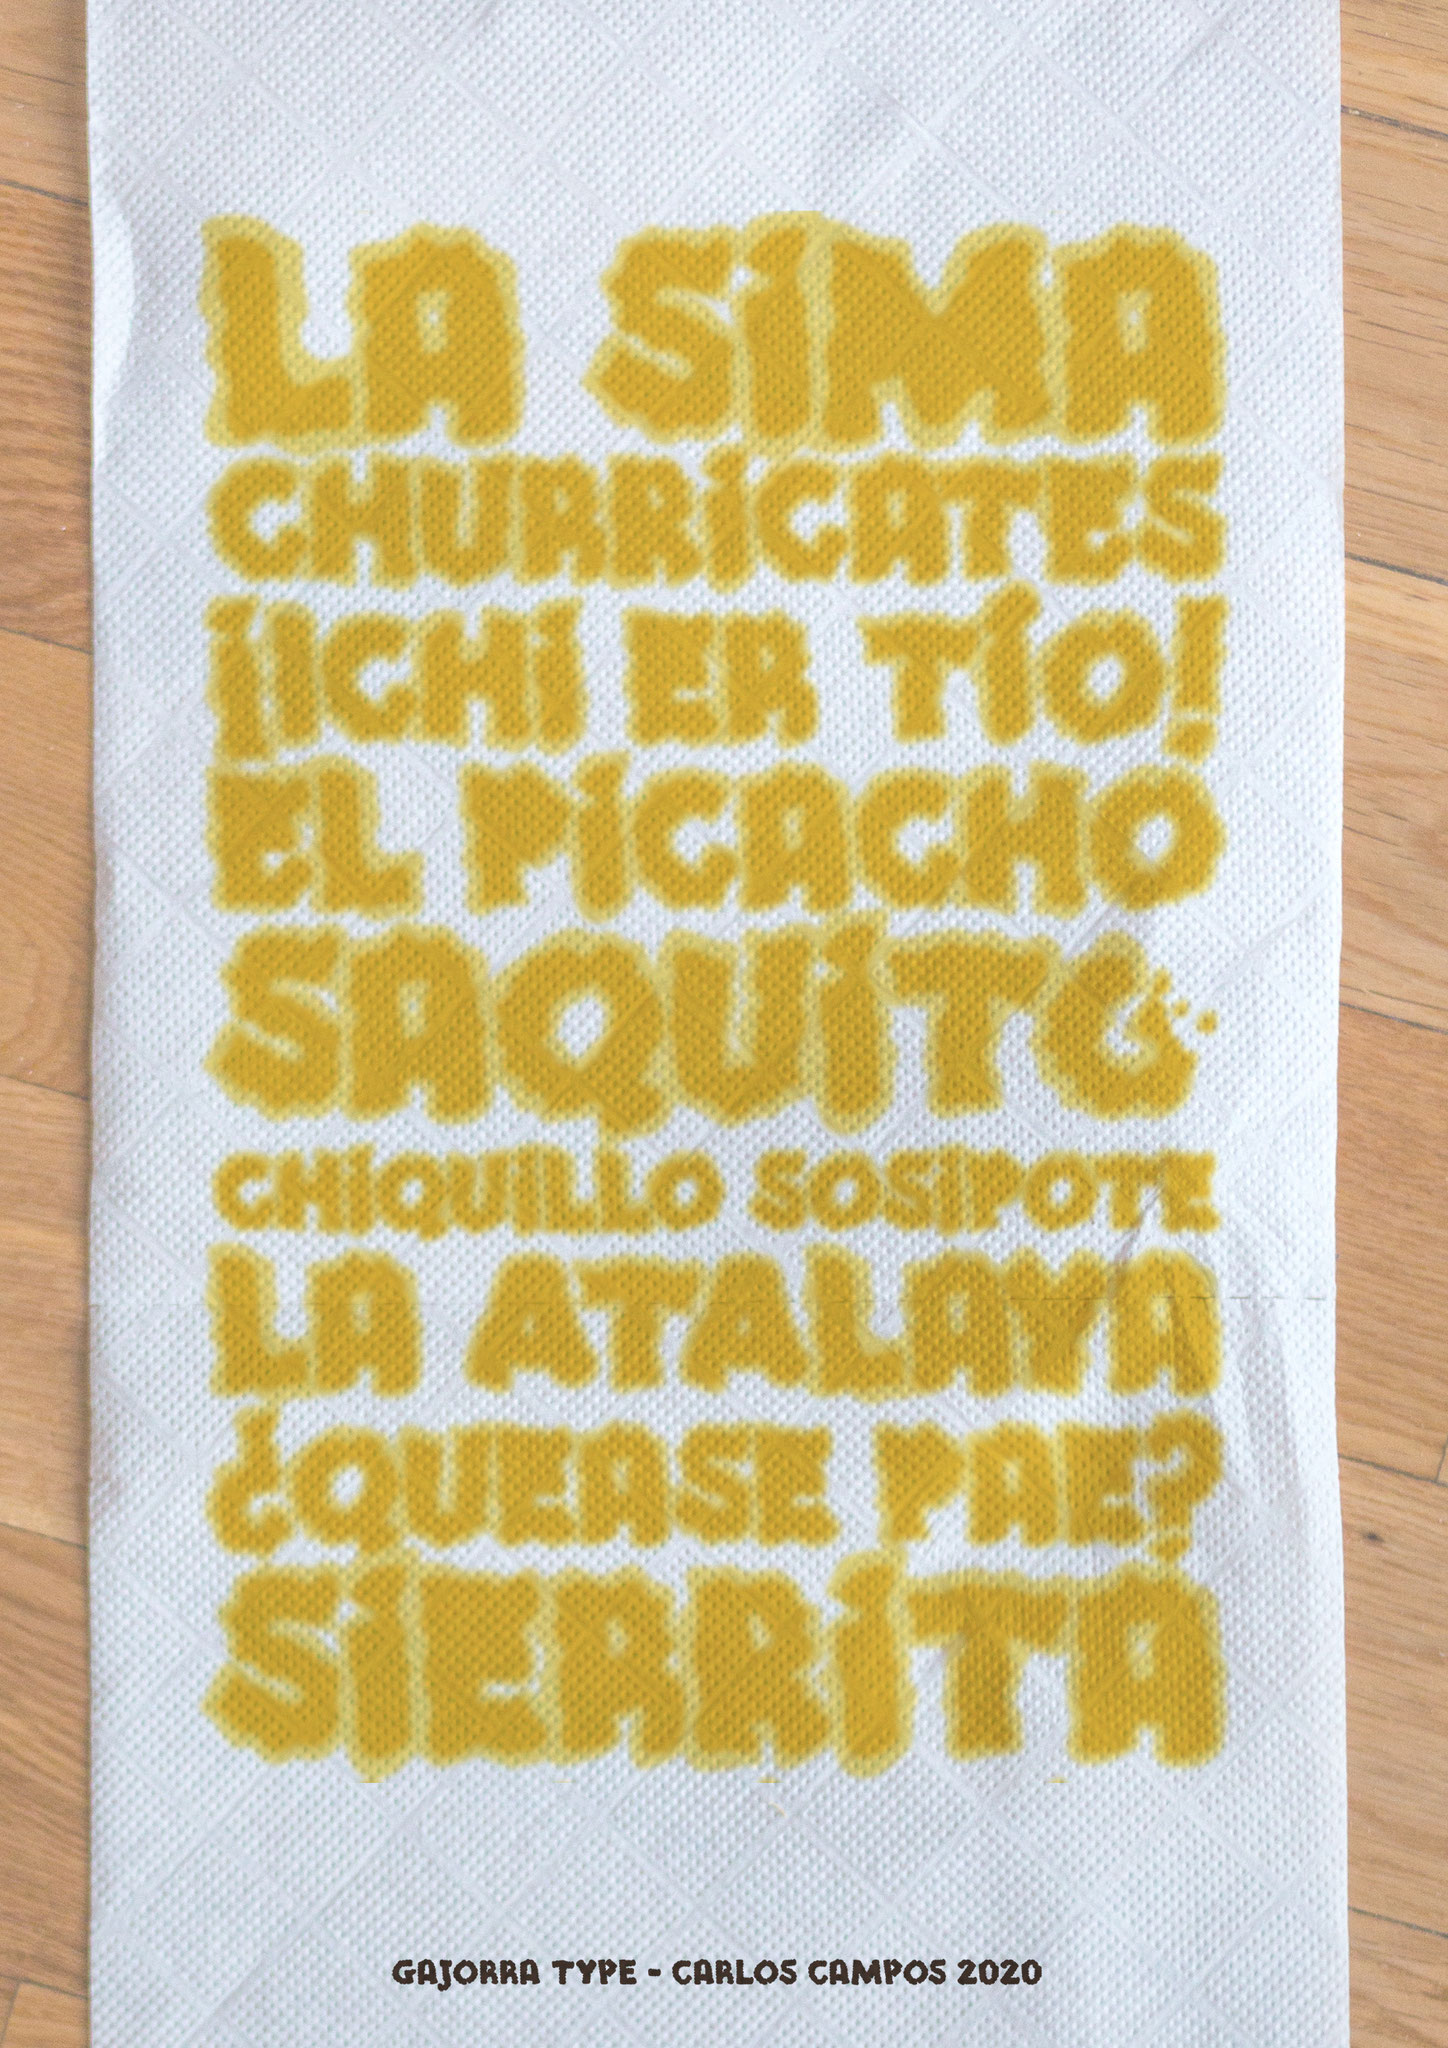 LA SiMA
CHURRiCATES
¡ICHi ER TÍO!
EL PiCACHO
SAQUiTO
CHiQUiLLO SOSiPOTE
LA ATALAYA
¿QUEASE PAE?
SiERRiTA
GAJORRA TYPE - CARLOS CAMPOS 2020